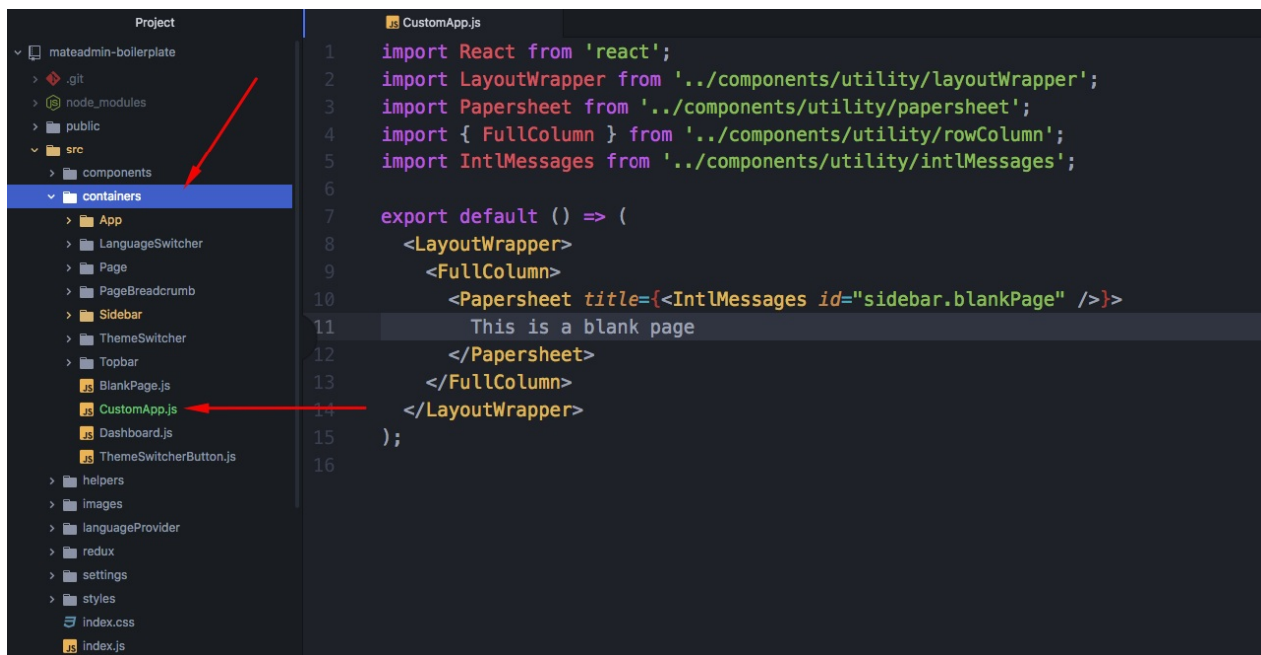 Project
mateadmin-boilerplate
.git
node_modules
public
src
components
containers
App
LanguageSwitcher
Page
PageBreadcrumb
Sidebar
ThemeSwitcher
Topbar
BlankPage.js
CustomApp.js
Dashboard.js
ThemeSwitcherButton.js
helpers
images
languageProvider
redux
settings
styles
index.css
index.js
CustomApp.js
1 import React from 'react';
2 import LayoutWrapper from '../components/utility/layoutWrapper';
3 import Papersheet from '../components/utility/papersheet';
4 import { FullColumn } from '../components/utility/rowColumn';
5 import IntlMessages from '../components/utility/intlMessages';
6
7 export default () => (
8 <LayoutWrapper>
9 <FullColumn>
10 <Papersheet title={<IntlMessages id="sidebar.blankPage" />}>
11 This is a blank page
12 </Papersheet>
13 </FullColumn>
14 </LayoutWrapper>
15 );
16